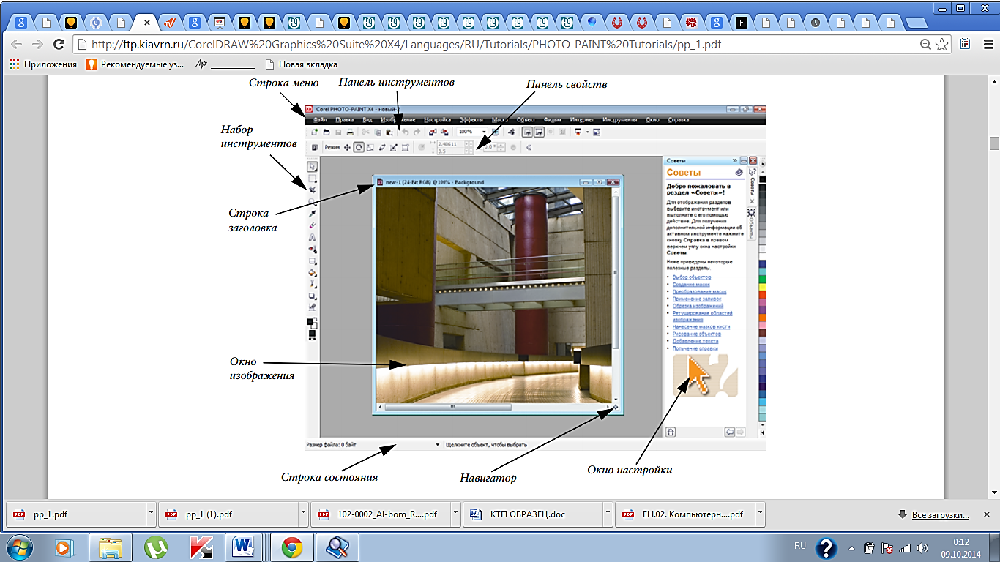 http://ftp.kiavrn.ru/CorelDRAW%20Graphics%20Suite%20X4/Languages/RU/Tutorials/PHOTO-PAINT%20Tutorials/pp_1.pdf
Приложения
Рекомендуемые уз...
Новая вкладка
Строка меню
Панель инструментов
Панель свойств
Corel PHOTO-PAINT X4 - новый-
Файл Правка Вид Изображение Настройка Эффекты Маска Объект Фильм Интернет Инструменты Окно Справка
Набор
инструментов
100%
Режим
2.48611
3.5
Советы
new-1 (24-Bit RGB) @100% - Background
Советы
Советы
Объекты
Добро пожаловать в
раздел «Советы»!
Для отображения разделов
выберите инструмент или
выполните с его помощью
действие. Для получения
дополнительной информации об
активном инструменте нажмите
кнопку Справка в правом
верхнем углу окна настройки
Советы.
Ниже приведены некоторые
полезные разделы.
• Выбор объектов
• Создание масок
• Преобразование масок
• Применение заливок
• Обрезка изображений
• Ретуширование областей
изображения
• Нанесение мазков кисти
• Рисование объектов
• Добавление текста
• Получение справки
Строка
заголовка
Окно
изображения
Размер файла: 0 байт
Щелкните объект, чтобы выбрать
Строка состояния
Навигатор
Окно настройки
pp_1.pdf
pp_1 (1).pdf
102-0002_AI-bom_R....pdf
КТП ОБРАЗЕЦ.doc
ЕН.02. Компьютерн....pdf
Все загрузки...
RU
0:12
09.10.2014